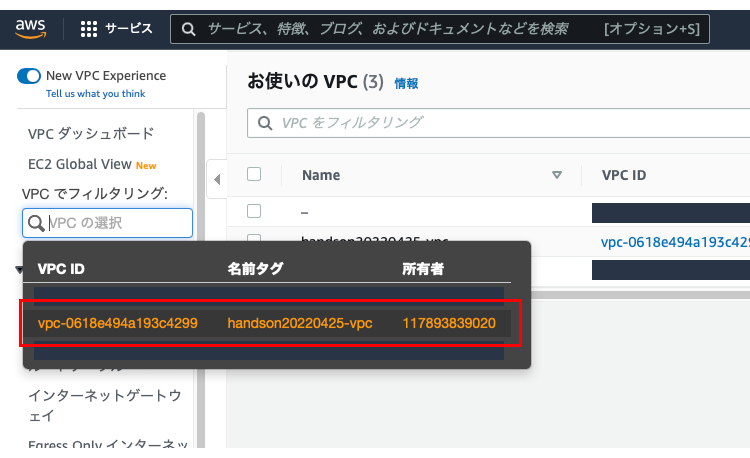 aws サービス サービス、特徴、ブログ、およびドキュメントなどを検索 [オプション+S]
New VPC Experience
Tell us what you think
VPC ダッシュボード
EC2 Global View New
VPC でフィルタリング:
VPC の選択
お使いの VPC (3) 情報
VPC をフィルタリング
Name VPC ID
–
handson20220425-vpc vpc-0618e494a193c429
VPC ID 名前タグ 所有者
vpc-0618e494a193c4299 handson20220425-vpc 117893839020
インターネットゲートウ
ェイ
Egress Only インターネッ